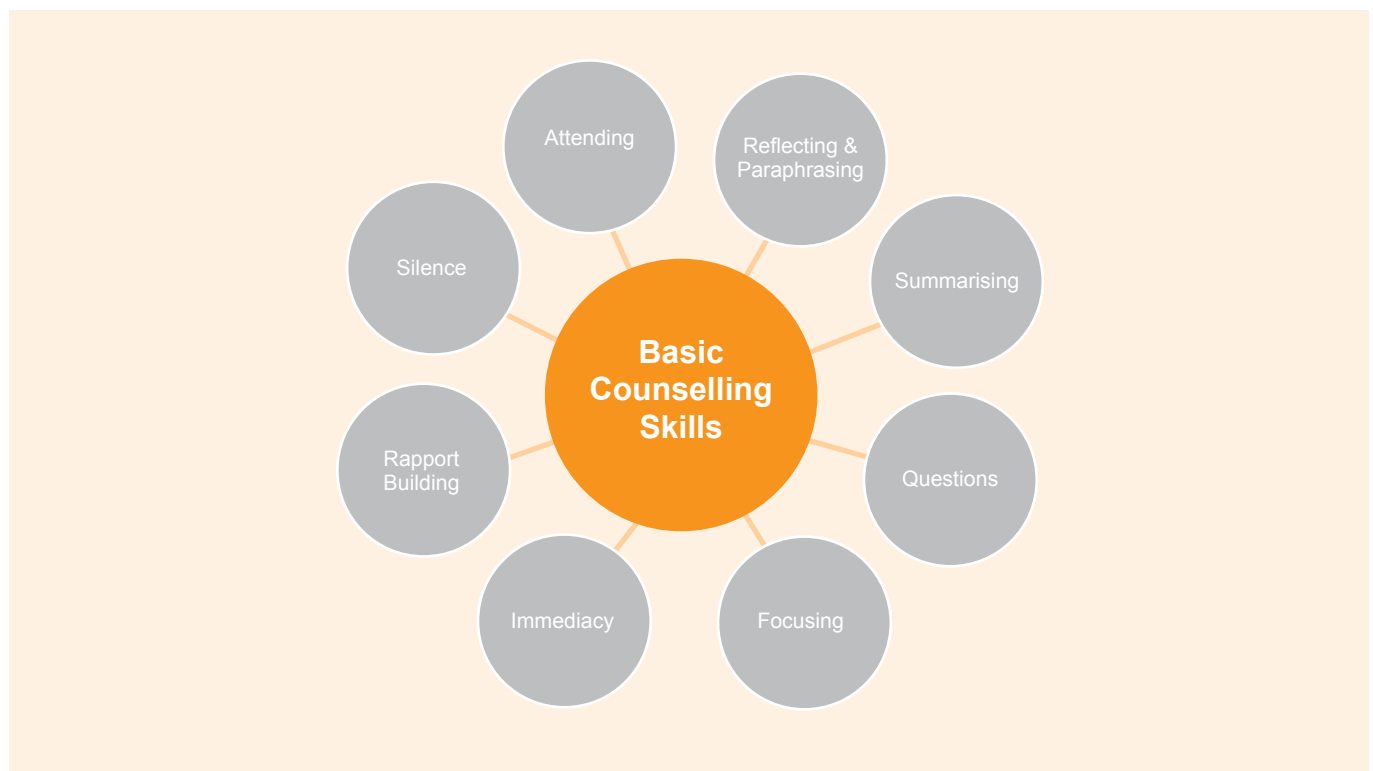 Attending
Reflecting &
Paraphrasing
Silence
Summarising
Basic
Counselling
Skills
Rapport
Building
Questions
Immediacy
Focusing